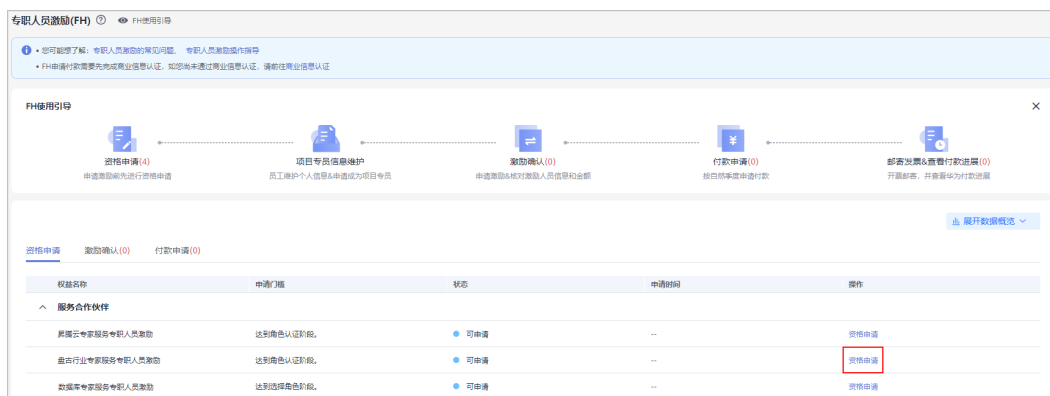 专职人员激励(FH) FH使用引导
• 您可能想了解：专职人员激励的常见问题、 专职人员激励操作指导
• FH申请付款需要先完成商业信息认证，如您尚未通过商业信息认证，请前往商业信息认证
FH使用引导
资格申请(4) 项目专员信息维护 激励确认(0) 付款申请(0) 邮寄发票&查看付款进展(0)
申请激励前先进行资格申请 员工维护个人信息&申请成为项目专员 申请激励&核对激励人员信息和金额 按自然季度申请付款 开票邮寄，并查看华为付款进展
展开数据概览
资格申请 激励确认(0) 付款申请(0)
权益名称 申请门槛 状态 申请时间 操作
服务合作伙伴
昇腾云专家服务专职人员激励 达到角色认证阶段。 可申请 -- 资格申请
盘古行业专家服务专职人员激励 达到角色认证阶段。 可申请 -- 资格申请
数据库专家服务专职人员激励 达到选择角色阶段。 可申请 -- 资格申请